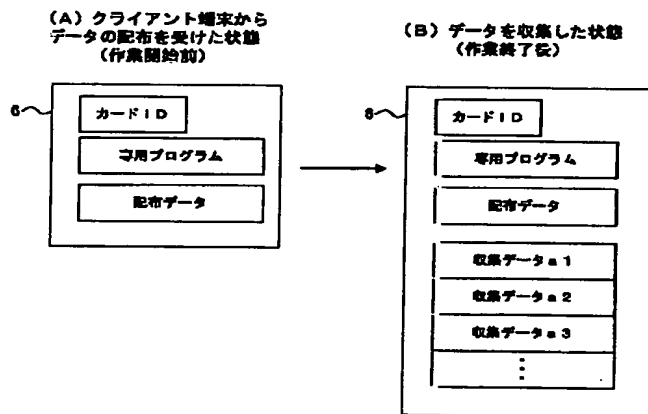 (A)クライアント端末から
データの配布を受けた状態
(作業開始前)
6
カードID
専用プログラム
配布データ
(B)データを収集した状態
(作業終了後)
6
カードID
専用プログラム
配布データ
収集データa1
収集データa2
収集データa3
⋮